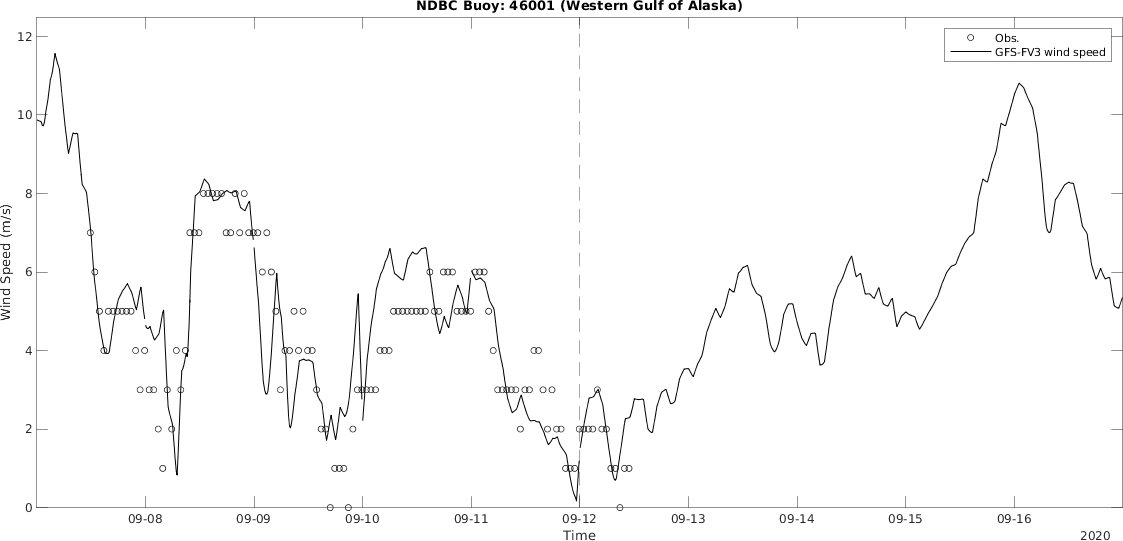 NDBC Buoy: 46001 (Western Gulf of Alaska)
Obs.
GFS-FV3 wind speed
Wind Speed (m/s)
12
10
8
6
4
2
0
09-08 09-09 09-10 09-11 09-12 09-13 09-14 09-15 09-16
Time
2020